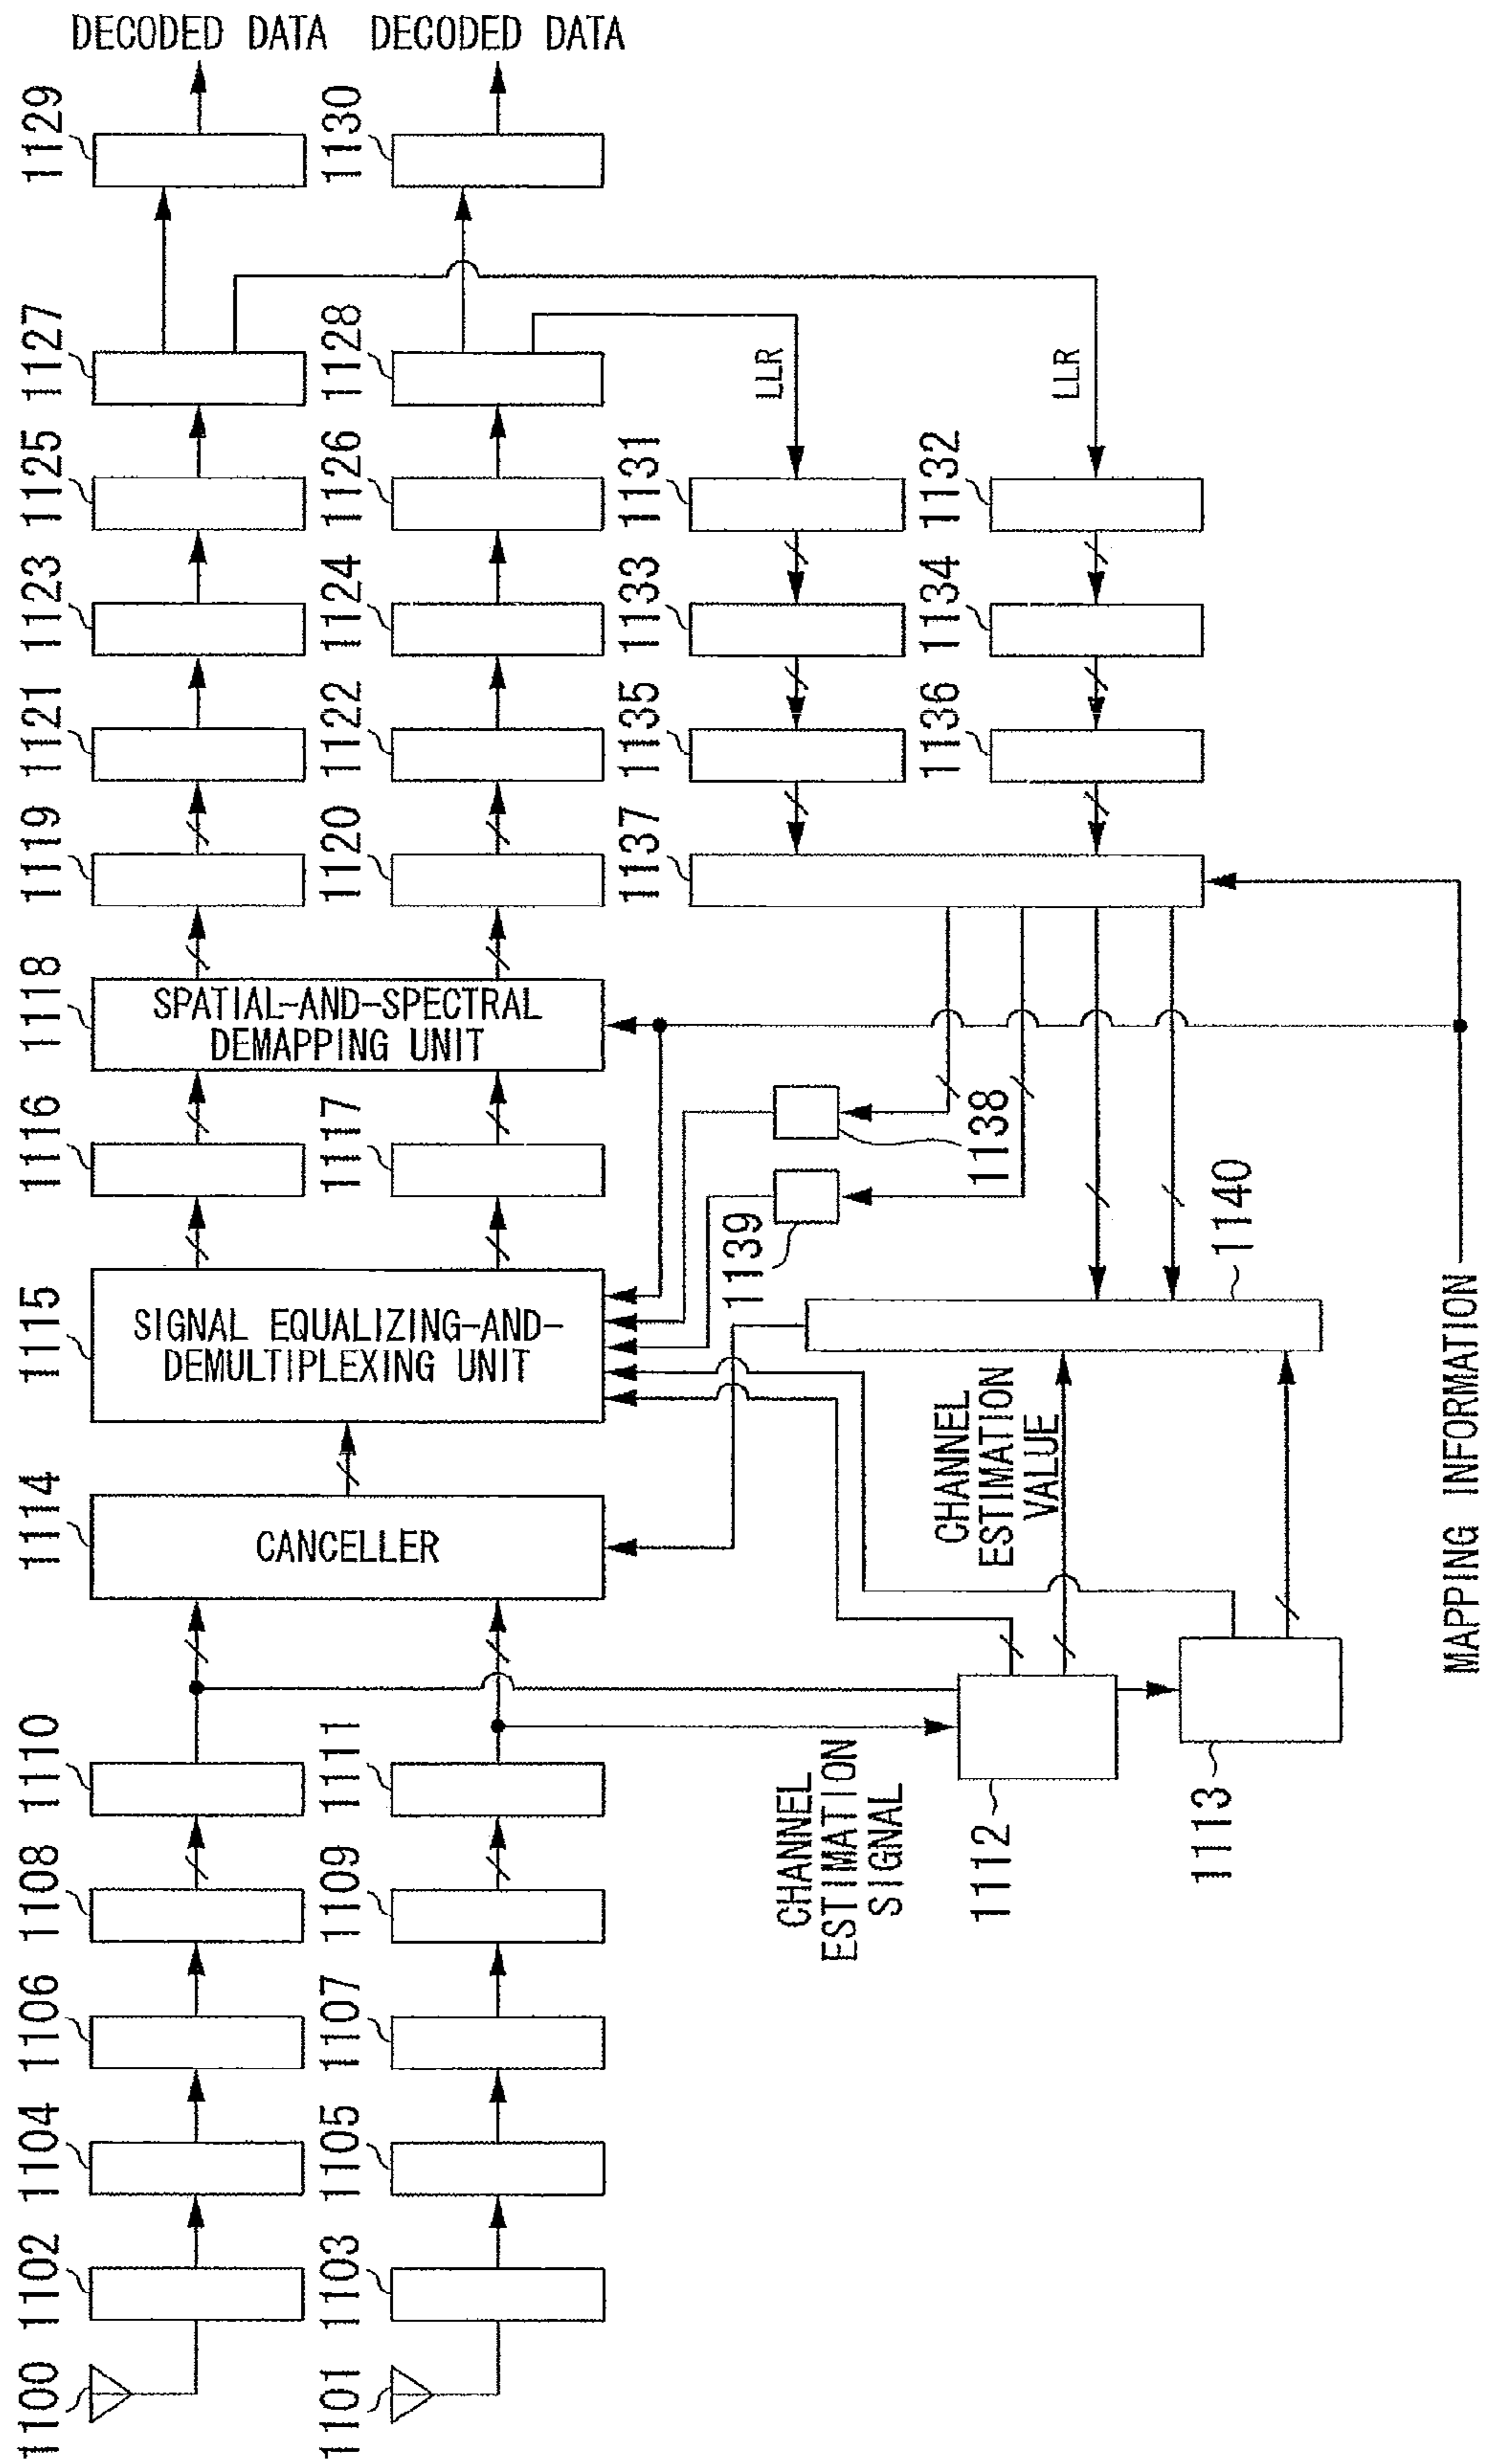 DECODED DATA
DECODED DATA
1129
1130
1127
1128
LLR
LLR
1125
1126
1131
1132
1123
1124
1133
1134
1121
1122
1135
1136
1119
1120
1137
1118
SPATIAL-AND-SPECTRAL
DEMAPPING UNIT
1116
1117
1138
1139
1140
1115
SIGNAL EQUALIZING-AND-
DEMULTIPLEXING UNIT
MAPPING INFORMATION
CHANNEL
ESTIMATION
VALUE
1114
CANCELLER
1110
1111
CHANNEL
ESTIMATION
SIGNAL
1112
1113
1108
1109
1106
1107
1104
1105
1102
1103
1100
1101